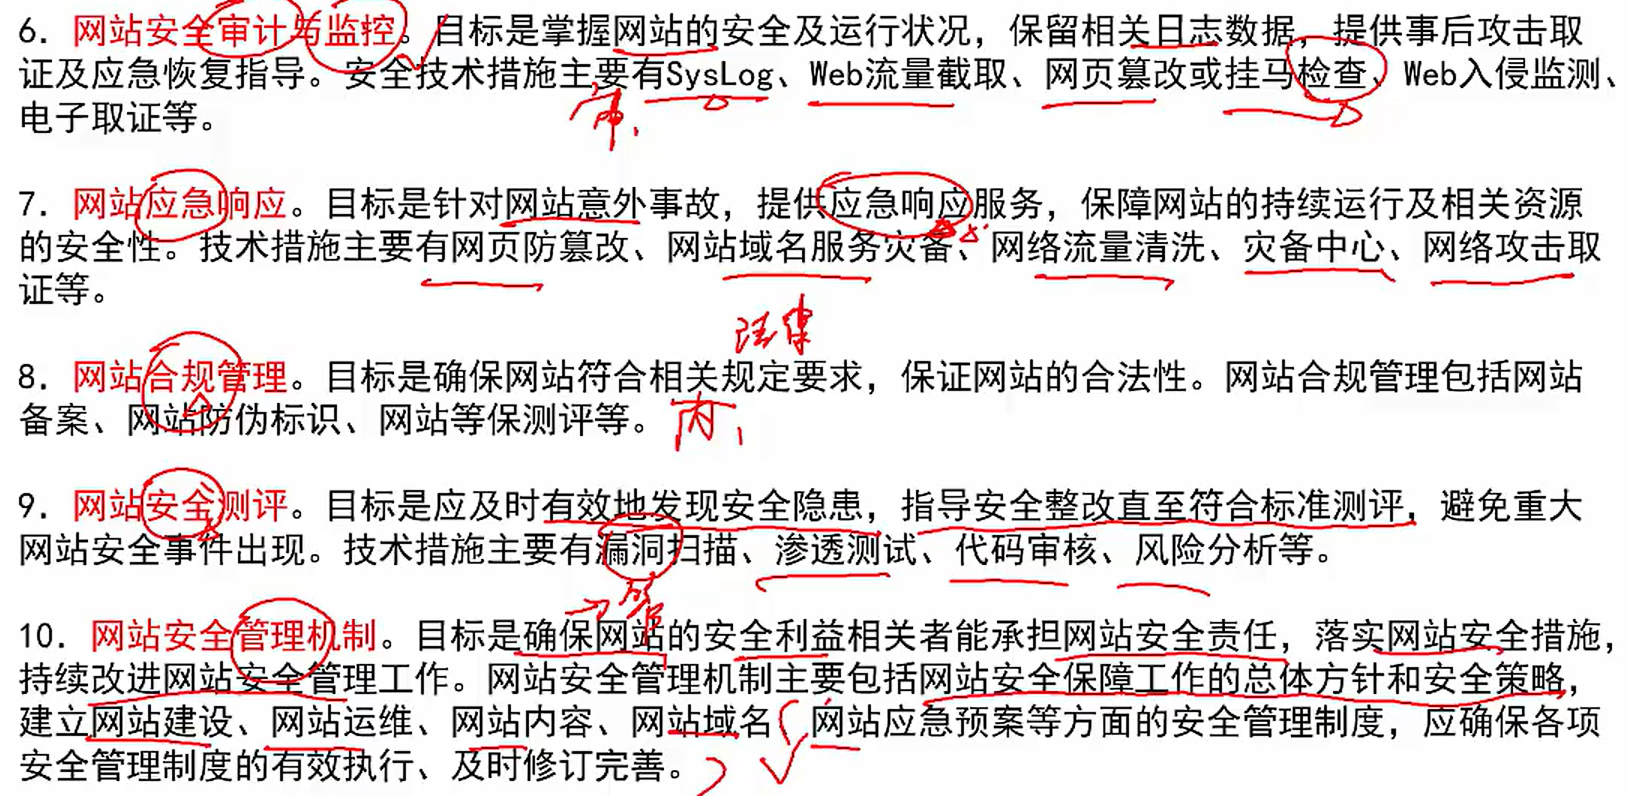 6. 网站安全审计与监控。目标是掌握网站的安全及运行状况，保留相关日志数据，提供事后攻击取
证及应急恢复指导。安全技术措施主要有SysLog、Web流量截取、网页篡改或挂马检查、Web入侵监测、
电子取证等。
7. 网站应急响应。目标是针对网站意外事故，提供应急响应服务，保障网站的持续运行及相关资源
的安全性。技术措施主要有网页防篡改、网站域名服务灾备、网络流量清洗、灾备中心、网络攻击取
证等。
8. 网站合规管理。目标是确保网站符合相关规定要求，保证网站的合法性。网站合规管理包括网站
备案、网站防伪标识、网站等保测评等。
9. 网站安全测评。目标是应及时有效地发现安全隐患，指导安全整改直至符合标准测评，避免重大
网站安全事件出现。技术措施主要有漏洞扫描、渗透测试、代码审核、风险分析等。
10. 网站安全管理机制。目标是确保网站的安全利益相关者能承担网站安全责任，落实网站安全措施，
持续改进网站安全管理工作。网站安全管理机制主要包括网站安全保障工作的总体方针和安全策略，
建立网站建设、网站运维、网站内容、网站域名、网站应急预案等方面的安全管理制度，应确保各项
安全管理制度的有效执行、及时修订完善。